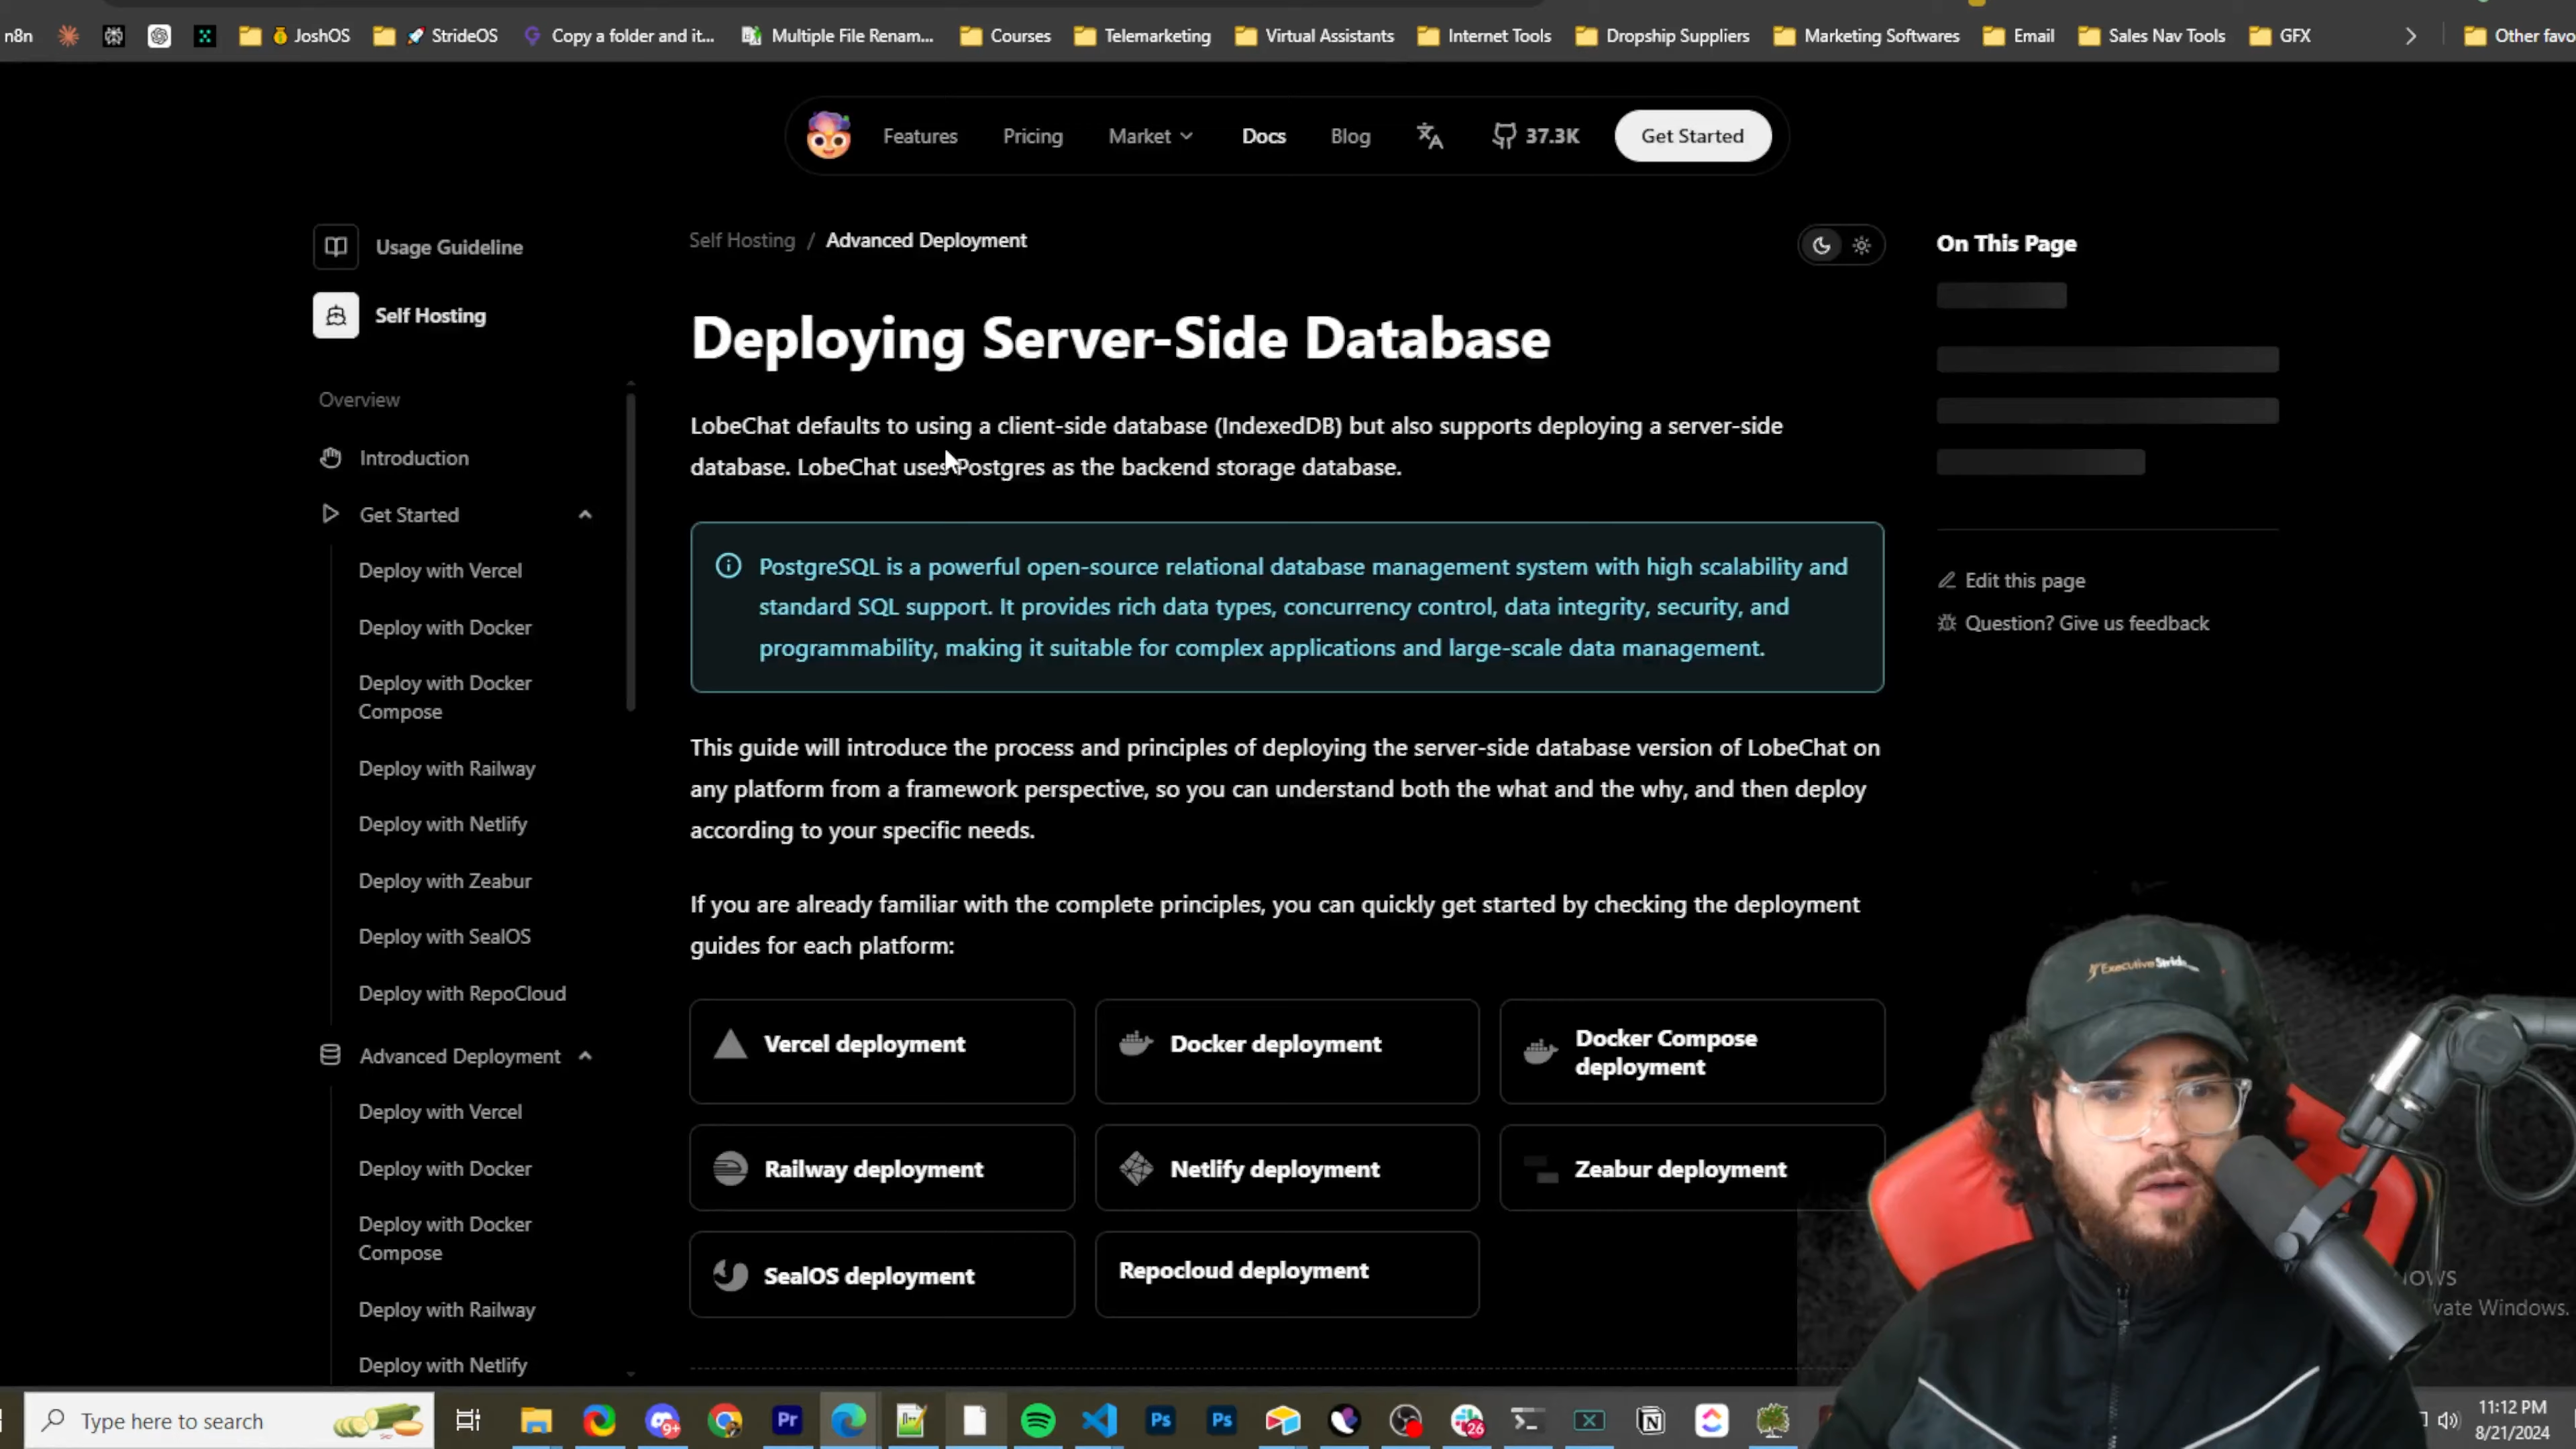 n8n
JoshOS
StrideOS
Copy a folder and it...
Multiple File Renam...
Courses
Telemarketing
Virtual Assistants
Internet Tools
Dropship Suppliers
Marketing Softwares
Email
Sales Nav Tools
GFX
Other favo
Features
Pricing
Market
Docs
Blog
37.3K
Get Started
Usage Guideline
Self Hosting
Overview
Introduction
Get Started
Deploy with Vercel
Deploy with Docker
Deploy with Docker
Compose
Deploy with Railway
Deploy with Netlify
Deploy with Zeabur
Deploy with SealOS
Deploy with RepoCloud
Advanced Deployment
Deploy with Vercel
Deploy with Docker
Deploy with Docker
Compose
Deploy with Railway
Deploy with Netlify
Self Hosting / Advanced Deployment
Deploying Server-Side Database
LobeChat defaults to using a client-side database (IndexedDB) but also supports deploying a server-side
database. LobeChat uses Postgres as the backend storage database.
PostgreSQL is a powerful open-source relational database management system with high scalability and
standard SQL support. It provides rich data types, concurrency control, data integrity, security, and
programmability, making it suitable for complex applications and large-scale data management.
This guide will introduce the process and principles of deploying the server-side database version of LobeChat on
any platform from a framework perspective, so you can understand both the what and the why, and then deploy
according to your specific needs.
If you are already familiar with the complete principles, you can quickly get started by checking the deployment
guides for each platform:
Vercel deployment
Docker deployment
Docker Compose
deployment
Railway deployment
Netlify deployment
Zeabur deployment
SealOS deployment
Repocloud deployment
On This Page
Edit this page
Question? Give us feedback
ExecutiveStride
ows
vate Windows.
Type here to search
9+
Pr
Ps
Ps
26
11:12 PM
8/21/2024